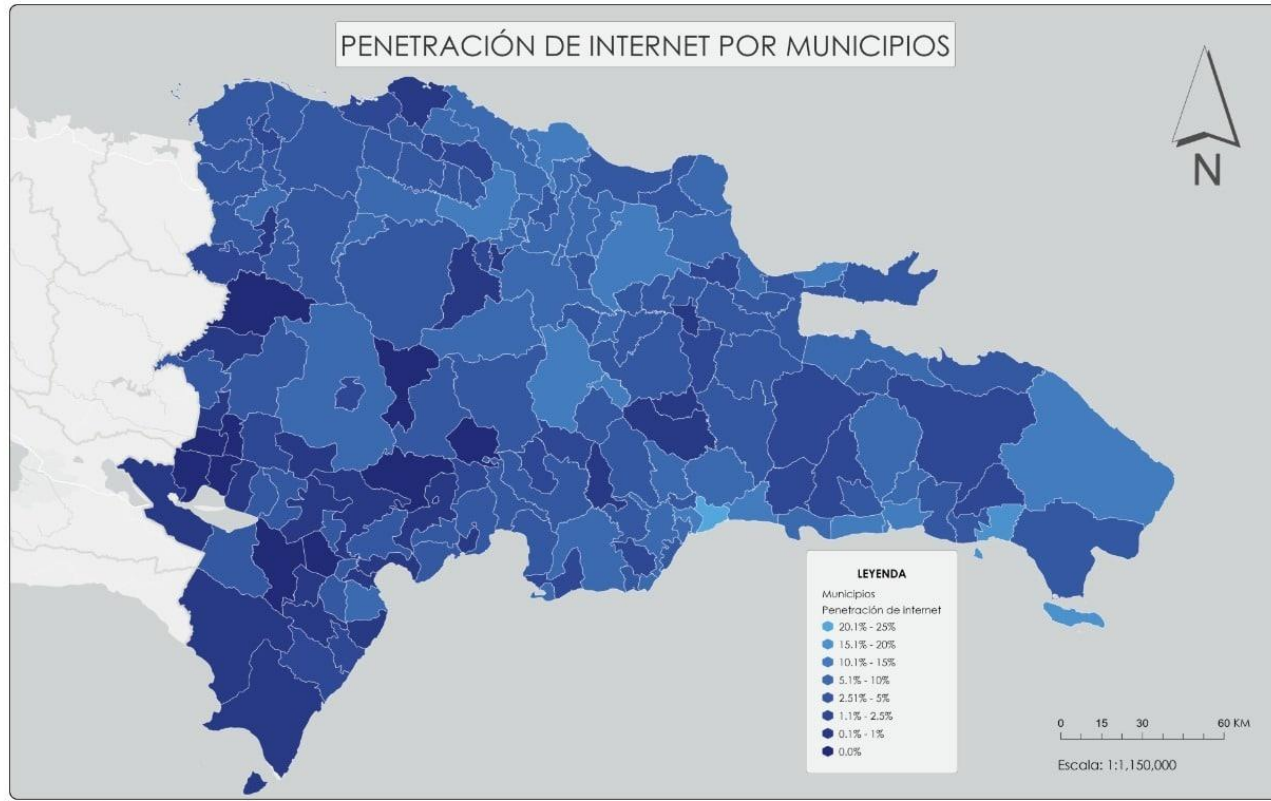 PENETRACIÓN DE INTERNET POR MUNICIPIOS
N
LEYENDA
Municipios
Penetración de internet
20.1% - 25%
15.1% - 20%
10.1% - 15%
5.1% - 10%
2.51% - 5%
1.1% - 2.5%
0.1% - 1%
0.0%
0 15 30 60 KM
Escala: 1:1,150,000